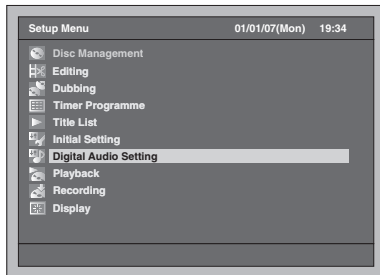 Setup Menu 01/01/07(Mon) 19:34
Disc Management
Editing
Dubbing
Timer Programme
Title List
Initial Setting
Digital Audio Setting
Playback
Recording
Display